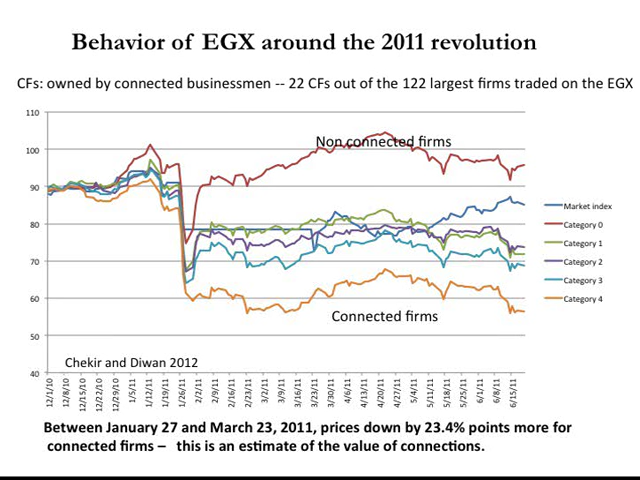 Behavior of EGX around the 2011 revolution
CFs: owned by connected businessmen -- 22 CFs out of the 122 largest firms traded on the EGX
110
100
90
80
70
60
50
40
Non connected firms
Connected firms
Chekir and Diwan 2012
Market index
Category 0
Category 1
Category 2
Category 3
Category 4
12/1/10
12/8/10
12/15/10
12/22/10
12/29/10
1/5/11
1/12/11
1/19/11
1/26/11
2/2/11
2/9/11
2/16/11
2/23/11
3/2/11
3/9/11
3/16/11
3/23/11
3/30/11
4/6/11
4/13/11
4/20/11
4/27/11
5/4/11
5/11/11
5/18/11
5/25/11
6/1/11
6/8/11
6/15/11
Between January 27 and March 23, 2011, prices down by 23.4% points more for
connected firms – this is an estimate of the value of connections.